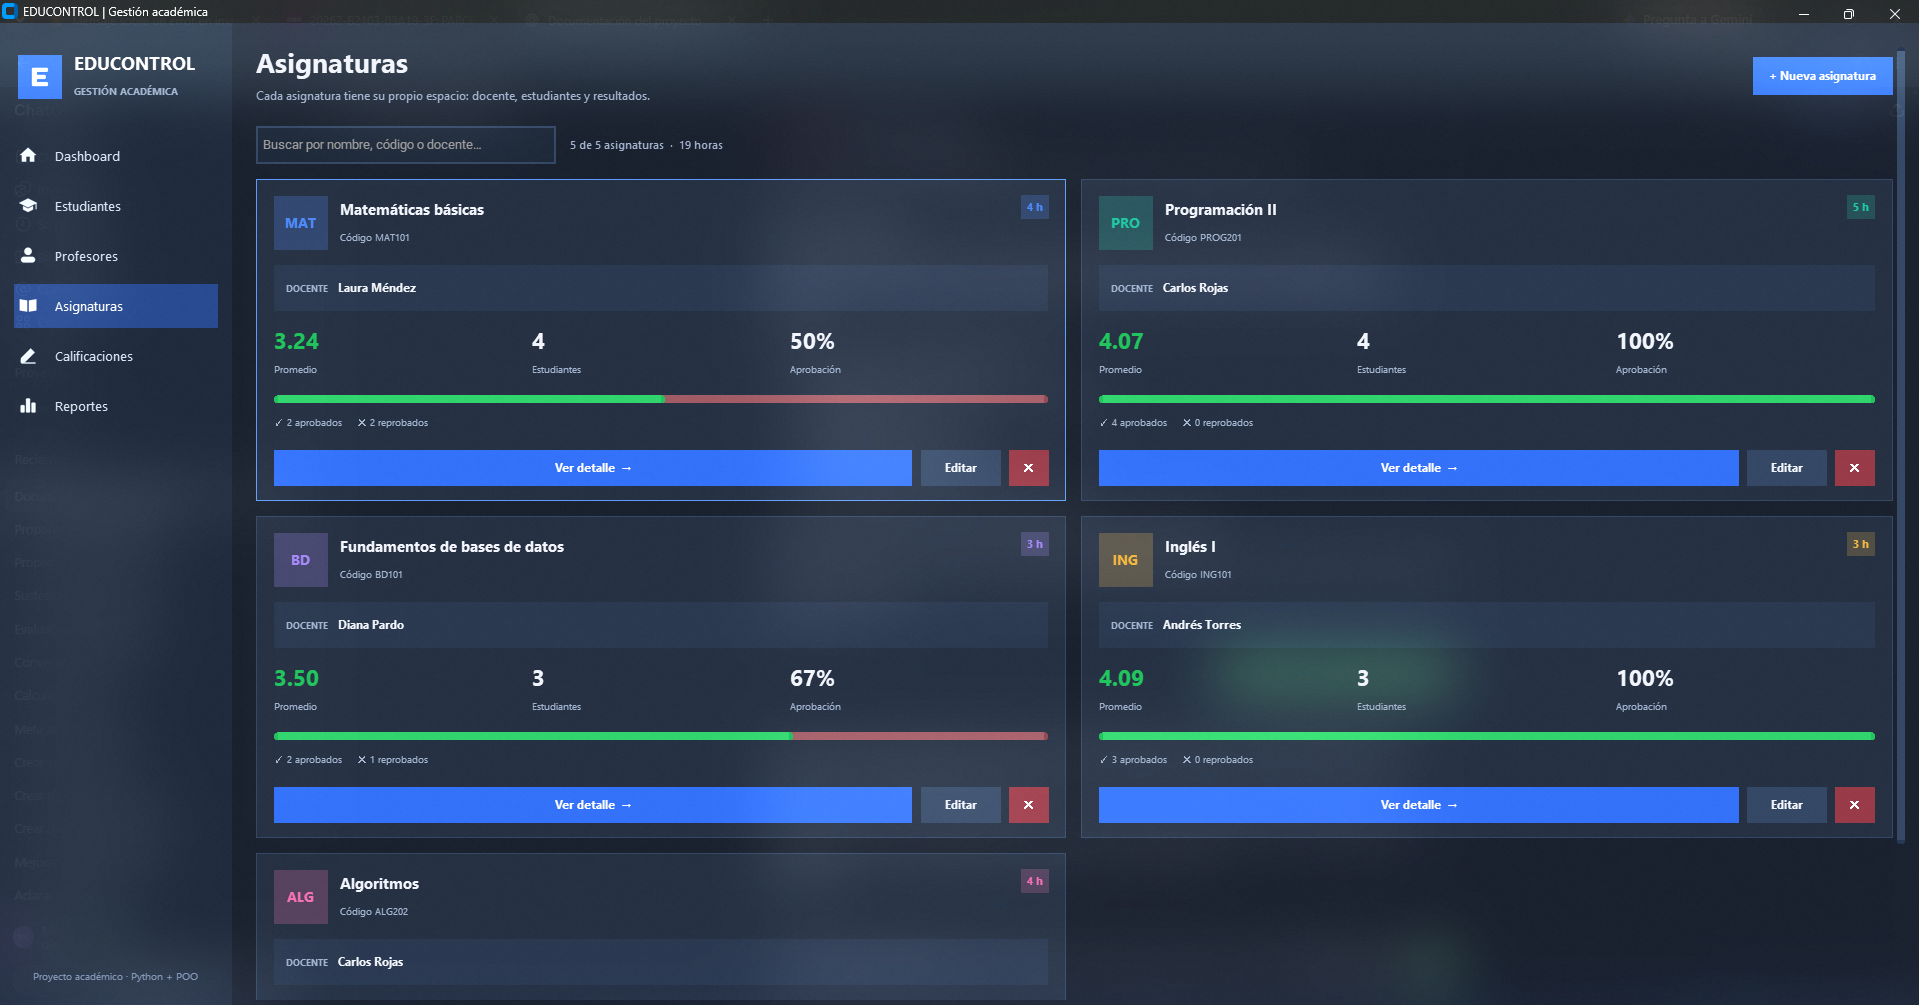 EDUCONTROL | Gestión académica
E
EDUCONTROL
GESTIÓN ACADÉMICA
Dashboard
Estudiantes
Profesores
Asignaturas
Calificaciones
Reportes
Proyecto académico · Python + POO
Asignaturas
Cada asignatura tiene su propio espacio: docente, estudiantes y resultados.
+ Nueva asignatura
Buscar por nombre, código o docente...
5 de 5 asignaturas · 19 horas
MAT
Matemáticas básicas
4 h
Código MAT101
DOCENTE Laura Méndez
3.24 4 50%
Promedio Estudiantes Aprobación
✓ 2 aprobados ✕ 2 reprobados
Ver detalle → Editar ✕
PRO
Programación II
5 h
Código PROG201
DOCENTE Carlos Rojas
4.07 4 100%
Promedio Estudiantes Aprobación
✓ 4 aprobados ✕ 0 reprobados
Ver detalle → Editar ✕
BD
Fundamentos de bases de datos
3 h
Código BD101
DOCENTE Diana Pardo
3.50 3 67%
Promedio Estudiantes Aprobación
✓ 2 aprobados ✕ 1 reprobados
Ver detalle → Editar ✕
ING
Inglés I
3 h
Código ING101
DOCENTE Andrés Torres
4.09 3 100%
Promedio Estudiantes Aprobación
✓ 3 aprobados ✕ 0 reprobados
Ver detalle → Editar ✕
ALG
Algoritmos
4 h
Código ALG202
DOCENTE Carlos Rojas